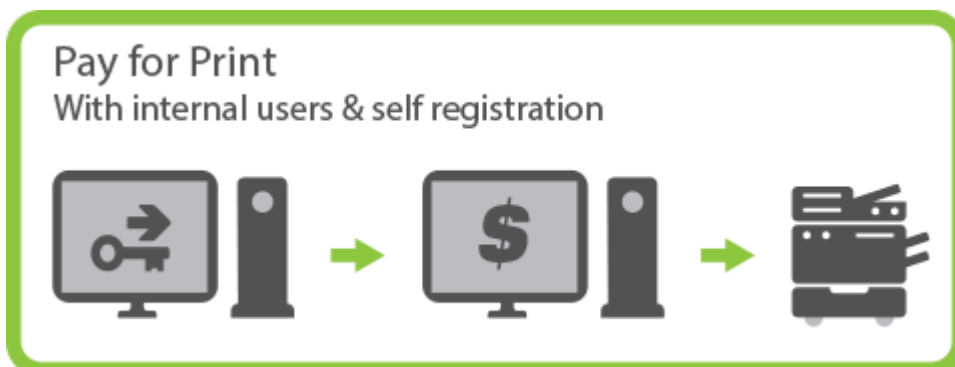 Pay for Print
With internal users & self registration
$